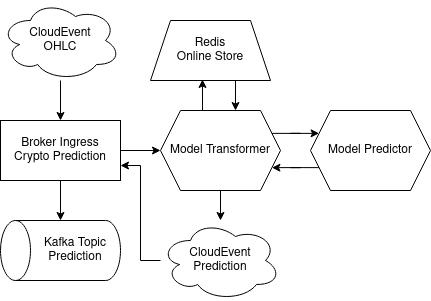 CloudEvent
OHLC
Redis
Online Store
Broker Ingress
Crypto Prediction
Model Transformer
Model Predictor
Kafka Topic
Prediction
CloudEvent
Prediction